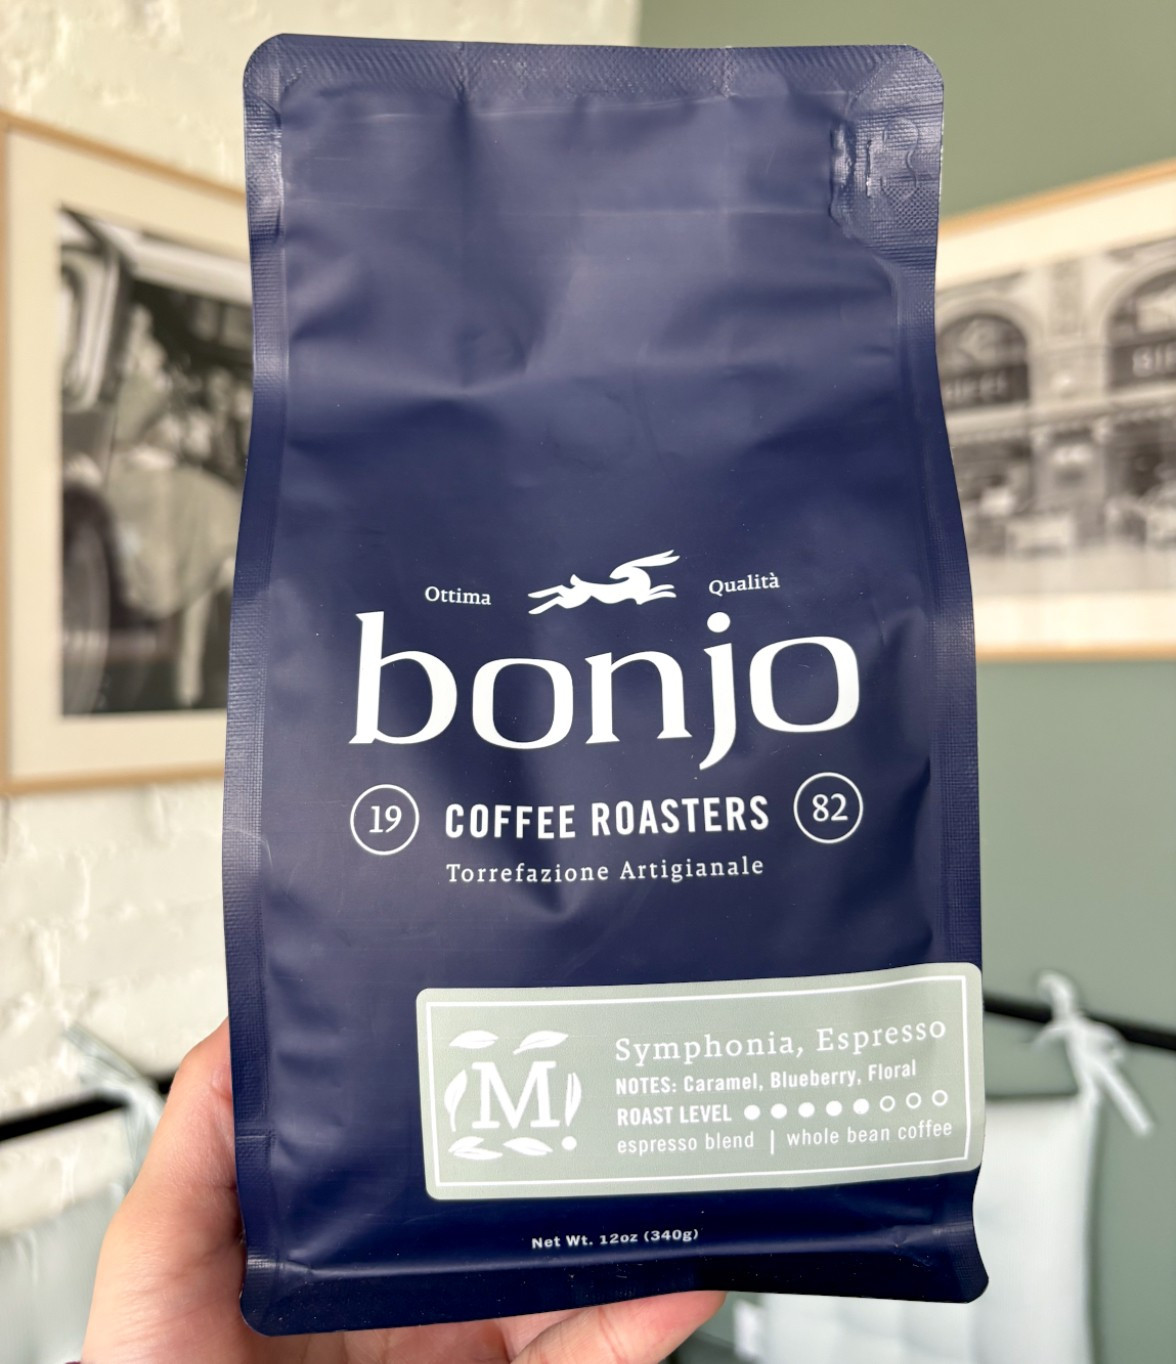 Ottima Qualità
bonjo
19 COFFEE ROASTERS 82
Torrefazione Artigianale
M
Symphonia, Espresso
NOTES: Caramel, Blueberry, Floral
ROAST LEVEL
espresso blend | whole bean coffee
Net Wt. 12oz (340g)